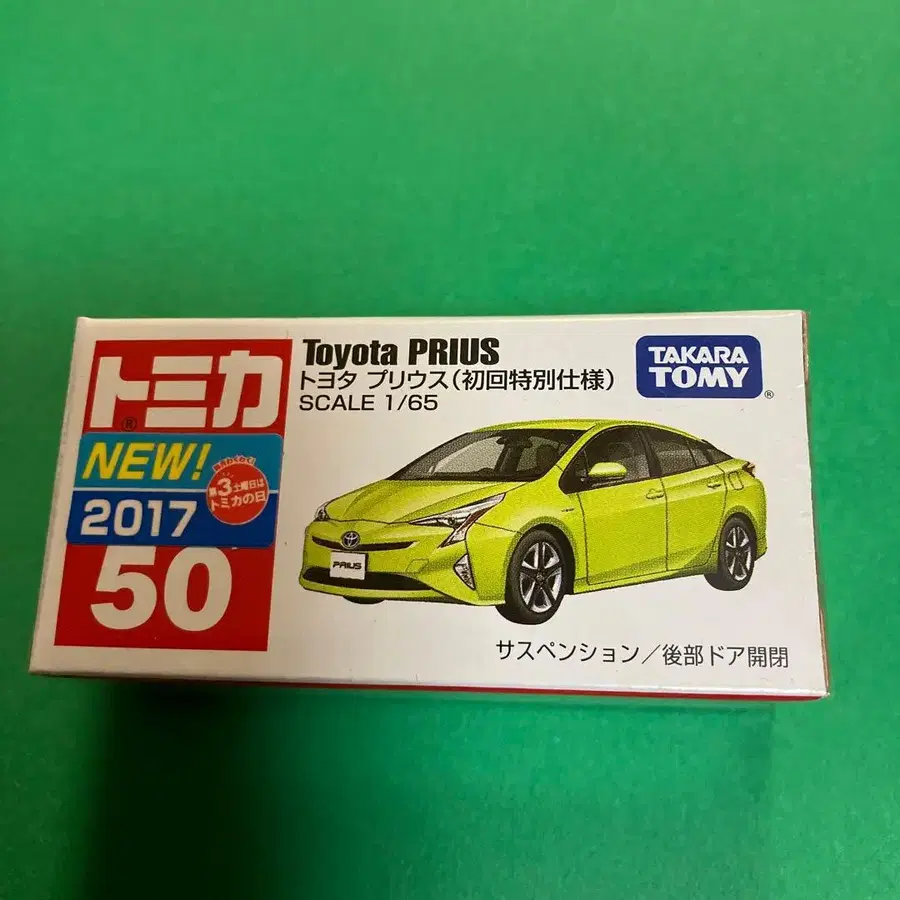 Toyota PRIUS
トヨタ プリウス(初回特別仕様)
SCALE 1/65
TAKARA
TOMY
®
トミカ
®
NEW!
2017
第3土曜日は
トミカの日
50
PRIUS
サスペンション/後部ドア開閉